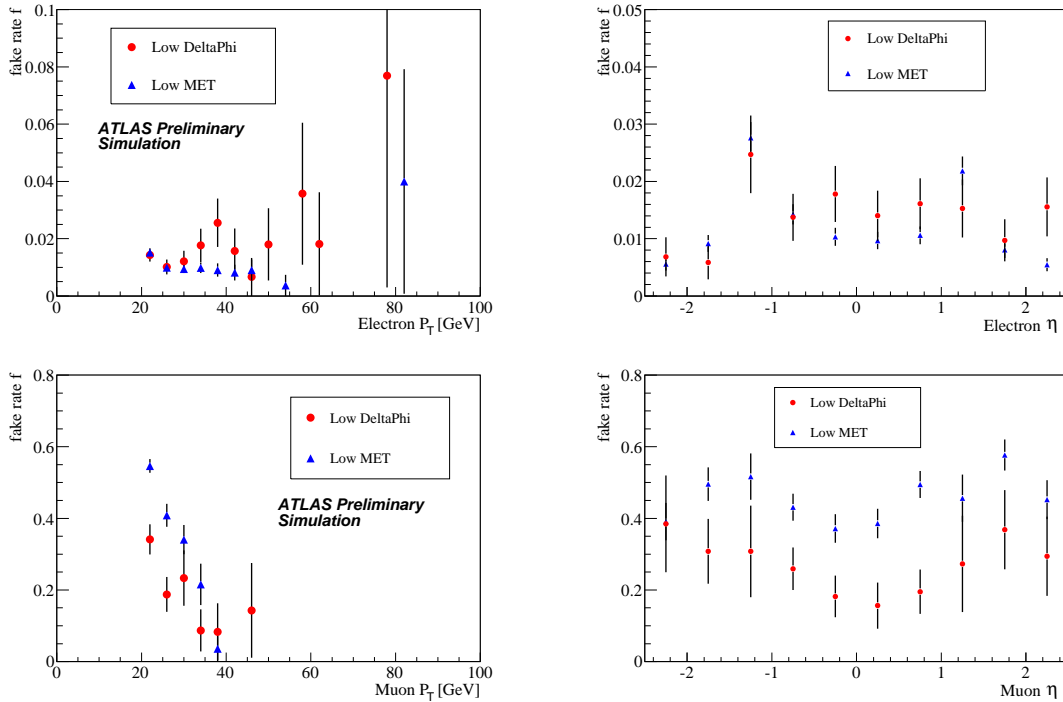 fake rate f
0.1
0.08
0.06
0.04
0.02
0
0 20 40 60 80 100
Electron P_T [GeV]
Low DeltaPhi
Low MET
ATLAS Preliminary
Simulation
fake rate f
0.05
0.04
0.03
0.02
0.01
0
-2 -1 0 1 2
Electron η
Low DeltaPhi
Low MET
fake rate f
0.8
0.6
0.4
0.2
0
0 20 40 60 80 100
Muon P_T [GeV]
Low DeltaPhi
Low MET
ATLAS Preliminary
Simulation
fake rate f
0.8
0.6
0.4
0.2
0
-2 -1 0 1 2
Muon η
Low DeltaPhi
Low MET